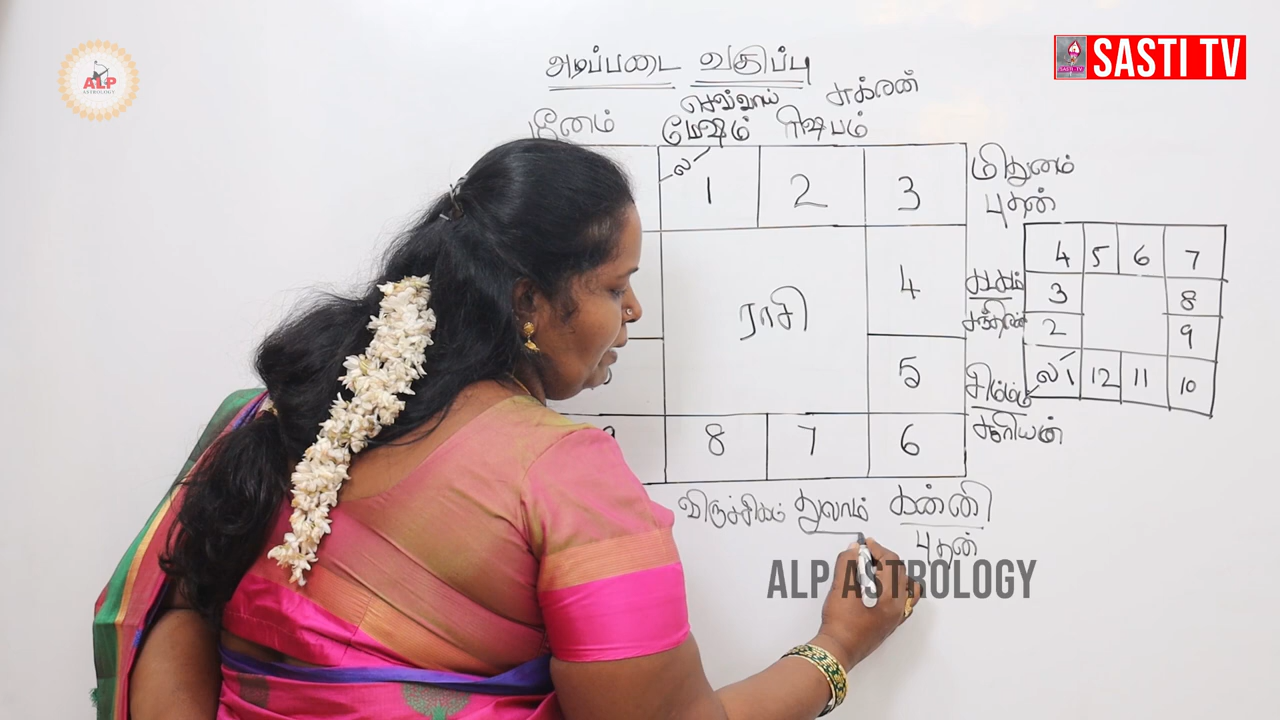 ALP
ASTROLOGY
SASTI TV
அடிப்படை வகுப்பு
செவ்வாய் சுக்ரன்
மீனம் மேஷம் ரிஷபம்
மிதுனம்
புதன்
ல
1 2 3
ராசி
4
கடகம்
சந்திரன்
5
சிம்மம்
சூரியன்
8 7 6
விருச்சிகம் துலாம் கன்னி
புதன்
4 5 6 7
3 8
2 9
ல 1 12 11 10
ALP ASTROLOGY